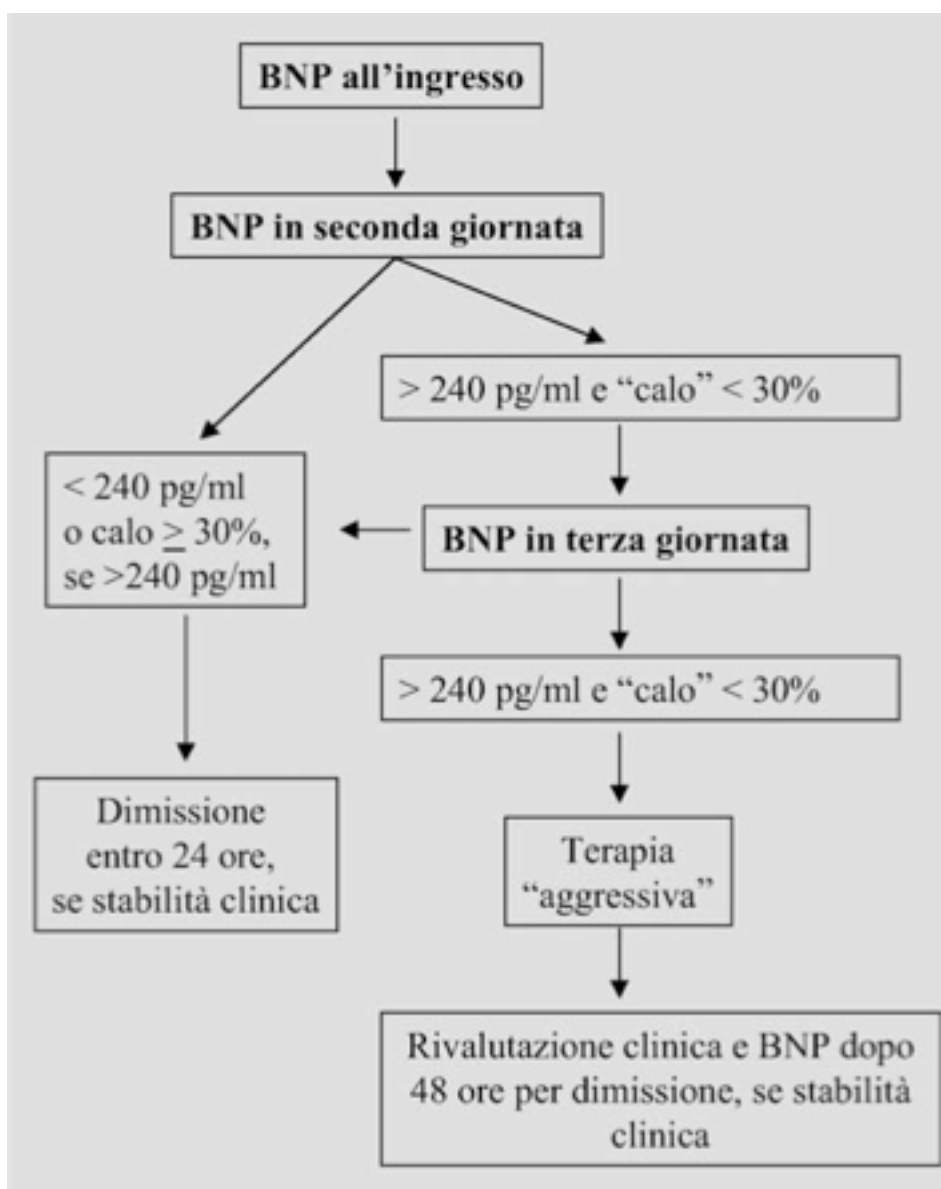 BNP all’ingresso
BNP in seconda giornata
> 240 pg/ml e “calo” < 30%
< 240 pg/ml
o calo ≥ 30%,
se >240 pg/ml
BNP in terza giornata
> 240 pg/ml e “calo” < 30%
Dimissione
entro 24 ore,
se stabilità clinica
Terapia
“aggressiva”
Rivalutazione clinica e BNP dopo
48 ore per dimissione, se stabilità
clinica